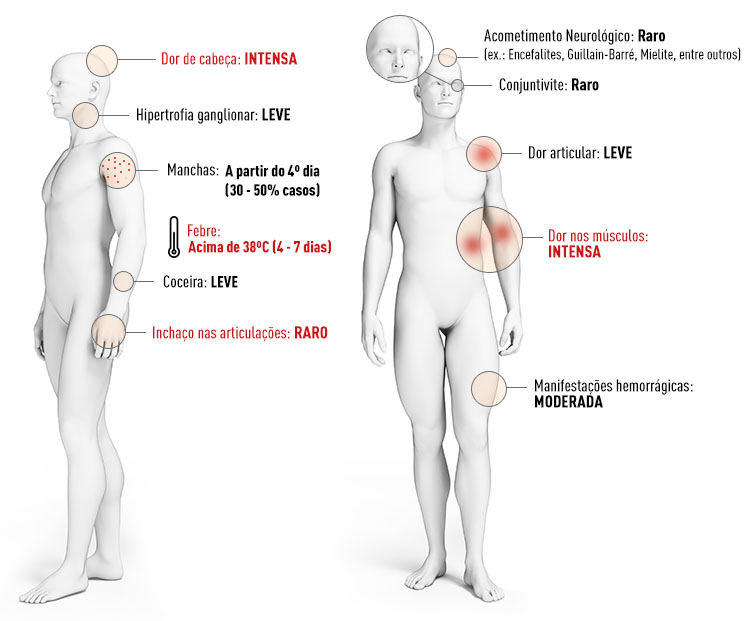 Dor de cabeça: INTENSA
Hipertrofia ganglionar: LEVE
Manchas: A partir do 4º dia
(30 - 50% casos)
Febre:
Acima de 38ºC (4 - 7 dias)
Coceira: LEVE
Inchaço nas articulações: RARO
Acometimento Neurológico: Raro
(ex.: Encefalites, Guillain-Barré, Mielite, entre outros)
Conjuntivite: Raro
Dor articular: LEVE
Dor nos músculos:
INTENSA
Manifestações hemorrágicas:
MODERADA